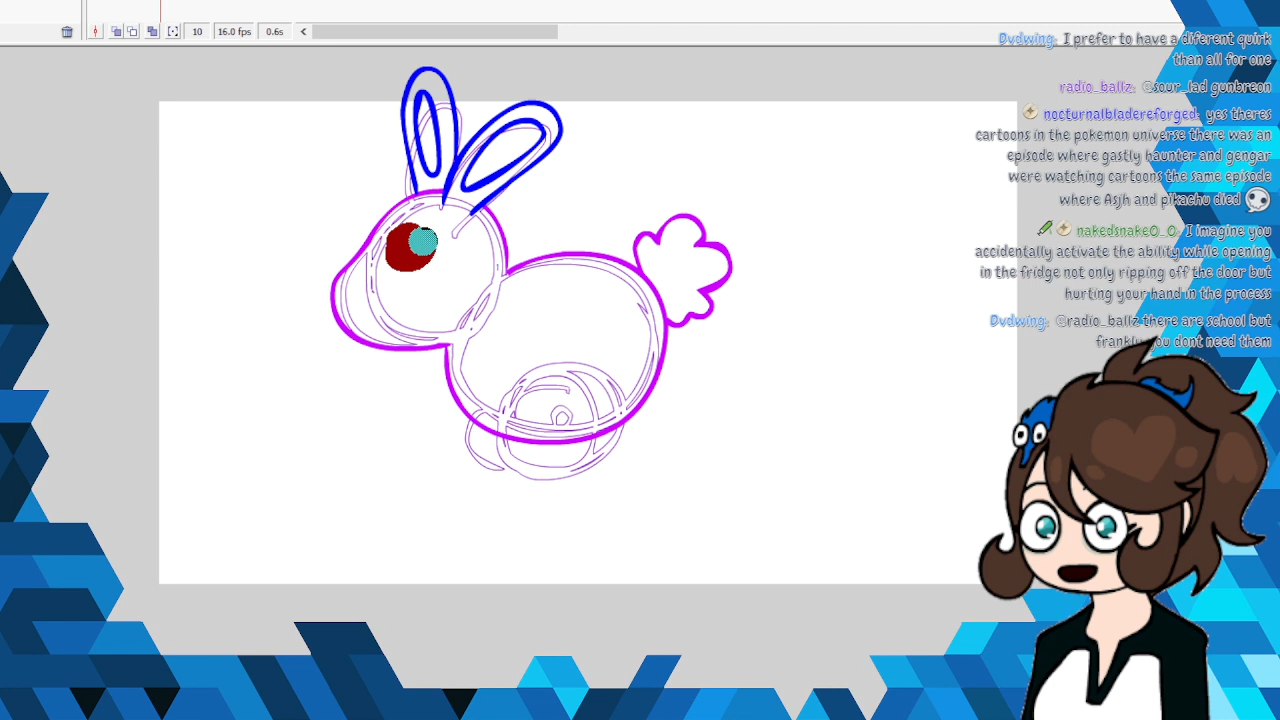 10 16.0 fps 0.6s
Dvdwing: I prefer to have a diferent quirk
than all for one
radio_ballz: @sour_lad gunbreon
nocturnalbladereforged: yes theres
cartoons in the pokemon universe there was an
episode where gastly haunter and gengar
were watching cartoons the same episode
where Asjh and pikachu died
nakedsnake0_0: I imagine you
accidentally activate the ability while opening
in the fridge not only ripping off the door but
hurting your hand in the process
Dvdwing: @radio_ballz there are school but
frankly you dont need them